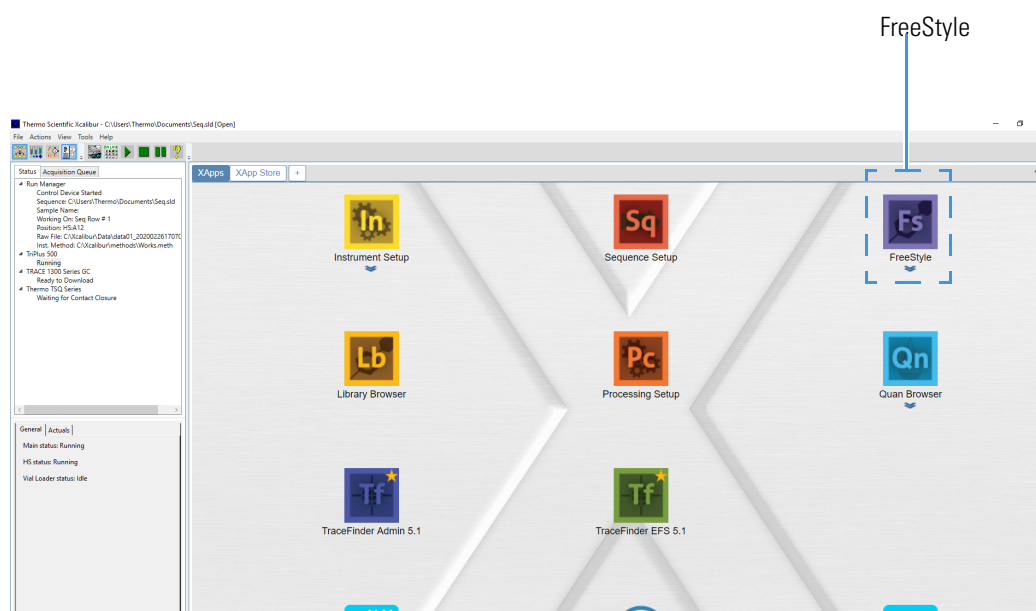 FreeStyle
Thermo Scientific Xcalibur - C:\Users\Thermo\Documents\Seq.sld [Open]
File Actions View Tools Help
Status Acquisition Queue
XApps XApp Store +
Run Manager
Control Device Started
Sequence: C:\Users\Thermo\Documents\Seq.sld
Sample Name:
Working On: Seq Row # 1
Position: HS:A12
Raw File: C:\Xcalibur\Data\data01_20200226170
Inst. Method: C:\Xcalibur\methods\Works.meth
TriPlus 500
Running
TRACE 1300 Series GC
Ready to Download
Thermo TSQ Series
Waiting for Contact Closure
General Actuals
Main status: Running
HS status: Running
Vial Loader status: Idle
In
Instrument Setup
Sq
Sequence Setup
Fs
FreeStyle
Lb
Library Browser
Pc
Processing Setup
Qn
Quan Browser
Tf
TraceFinder Admin 5.1
Tf
TraceFinder EFS 5.1